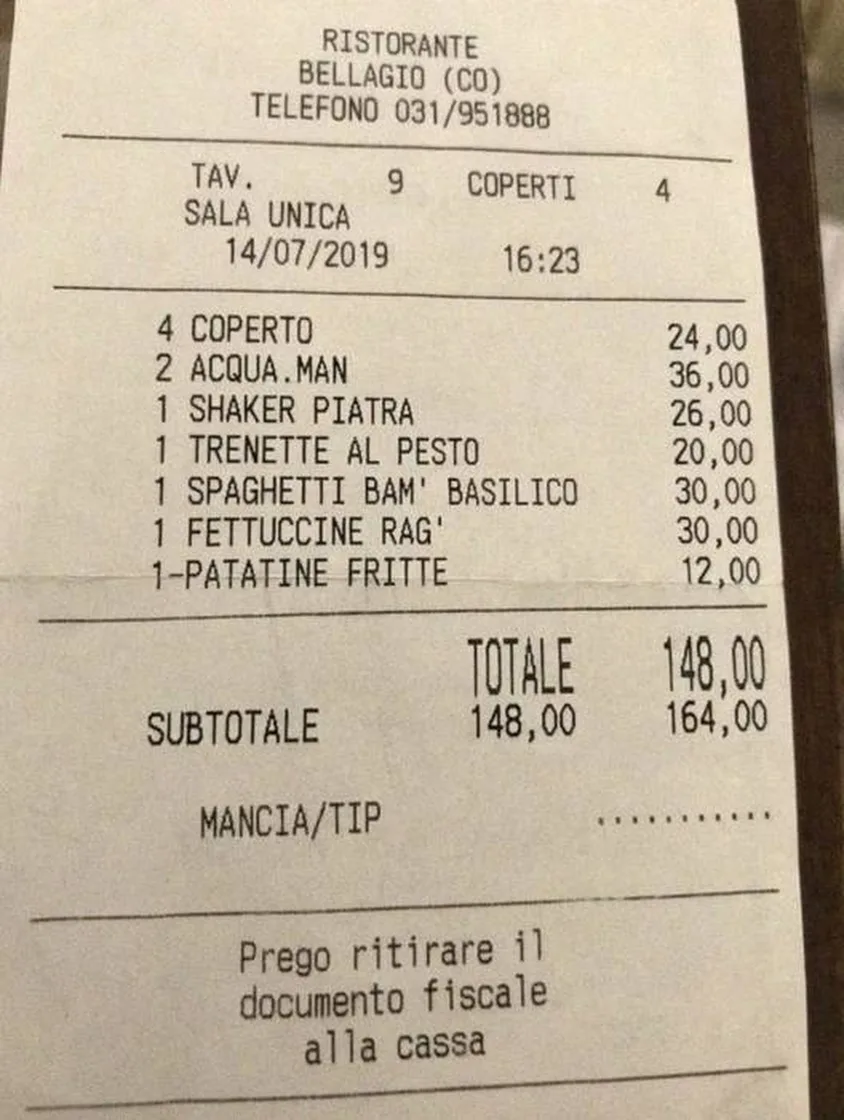 RISTORANTE
BELLAGIO (CO)
TELEFONO 031/951888
TAV. 9 COPERTI 4
SALA UNICA
14/07/2019 16:23
4 COPERTO 24,00
2 ACQUA.MAN 36,00
1 SHAKER PIATRA 26,00
1 TRENETTE AL PESTO 20,00
1 SPAGHETTI BAM' BASILICO 30,00
1 FETTUCCINE RAG' 30,00
1-PATATINE FRITTE 12,00
TOTALE 148,00
SUBTOTALE 148,00 164,00
MANCIA/TIP ...........
Prego ritirare il
documento fiscale
alla cassa